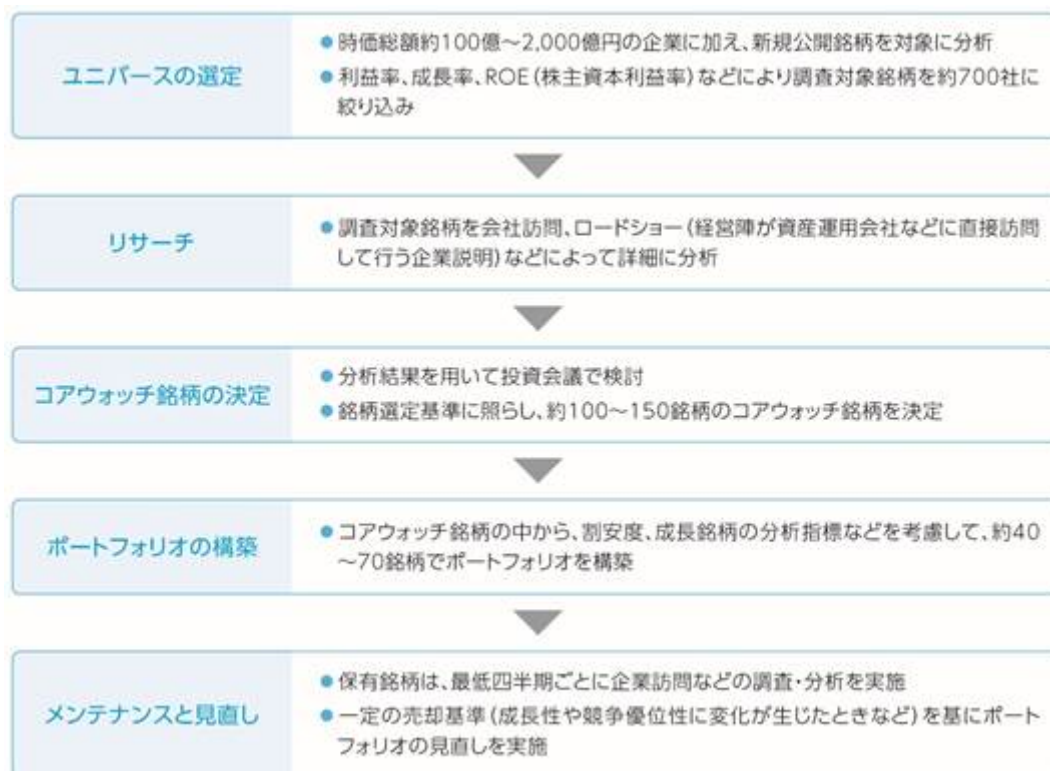 ユニバースの選定
●時価総額約100億〜2,000億円の企業に加え、新規公開銘柄を対象に分析
●利益率、成長率、ROE(株主資本利益率)などにより調査対象銘柄を約700社に
絞り込み
リサーチ
●調査対象銘柄を会社訪問、ロードショー(経営陣が資産運用会社などに直接訪問
して行う企業説明)などによって詳細に分析
コアウォッチ銘柄の決定
●分析結果を用いて投資会議で検討
●銘柄選定基準に照らし、約100〜150銘柄のコアウォッチ銘柄を決定
ポートフォリオの構築
●コアウォッチ銘柄の中から、割安度、成長銘柄の分析指標などを考慮して、約40
〜70銘柄でポートフォリオを構築
メンテナンスと見直し
●保有銘柄は、最低四半期ごとに企業訪問などの調査・分析を実施
●一定の売却基準(成長性や競争優位性に変化が生じたときなど)を基にポート
フォリオの見直しを実施